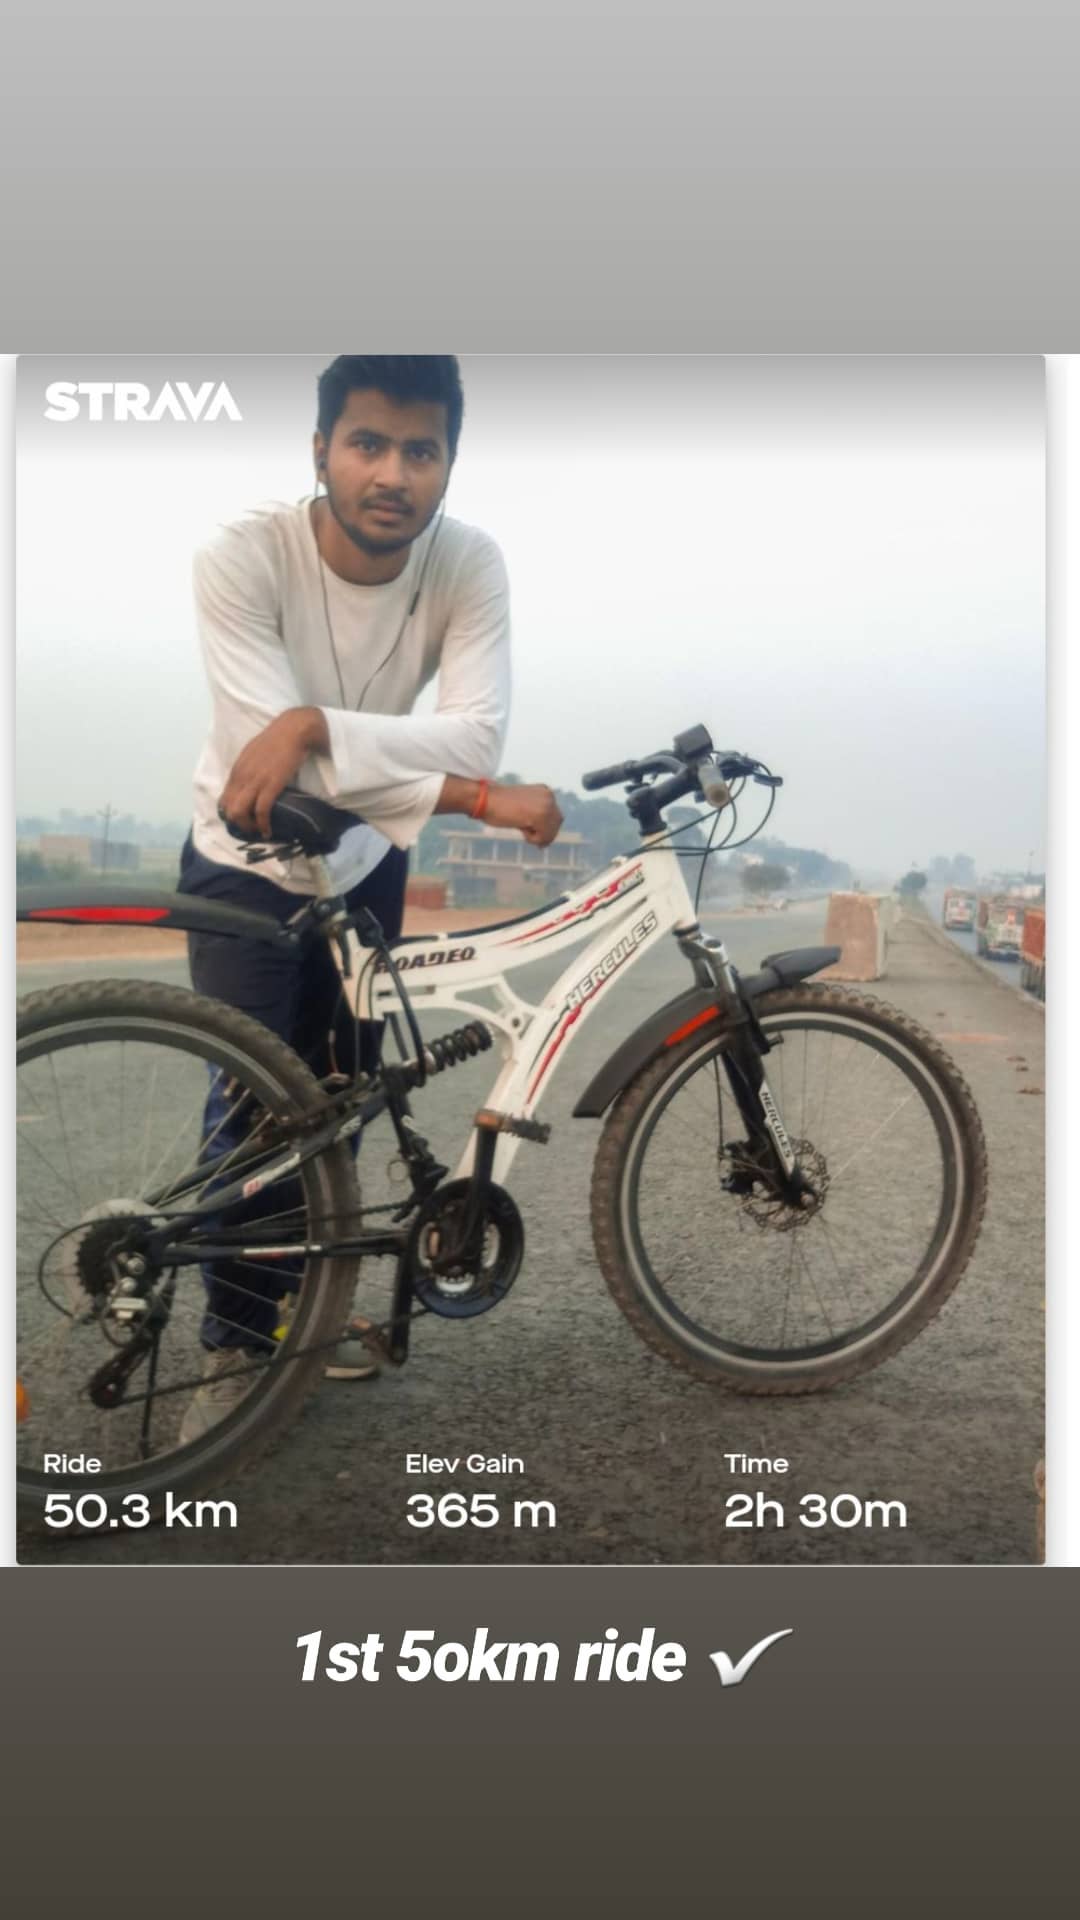 STRAVA
ROADEO
HERCULES
HERCULES
Ride
Elev Gain
Time
50.3 km
365 m
2h 30m
1st 5okm ride ✔